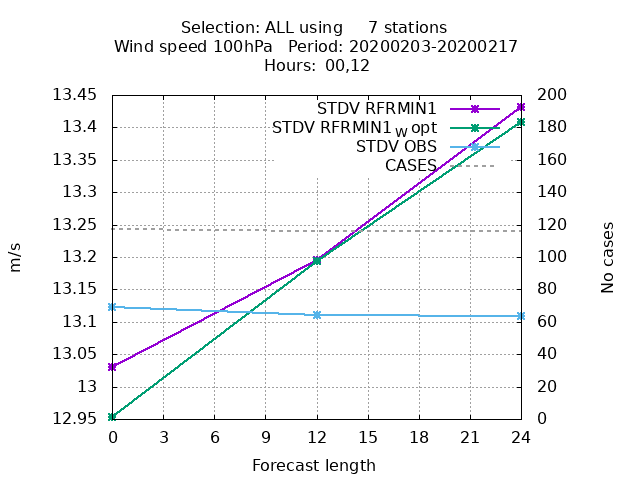 Selection: ALL using     7 stations
Wind speed 100hPa   Period: 20200203-20200217
Hours: 00,12
STDV RFRMIN1
STDV RFRMIN1 W opt
STDV OBS
CASES
13.45
13.4
13.35
13.3
13.25
13.2
13.15
13.1
13.05
13
12.95
200
180
160
140
120
100
80
60
40
20
0
m/s
No cases
0 3 6 9 12 15 18 21 24
Forecast length